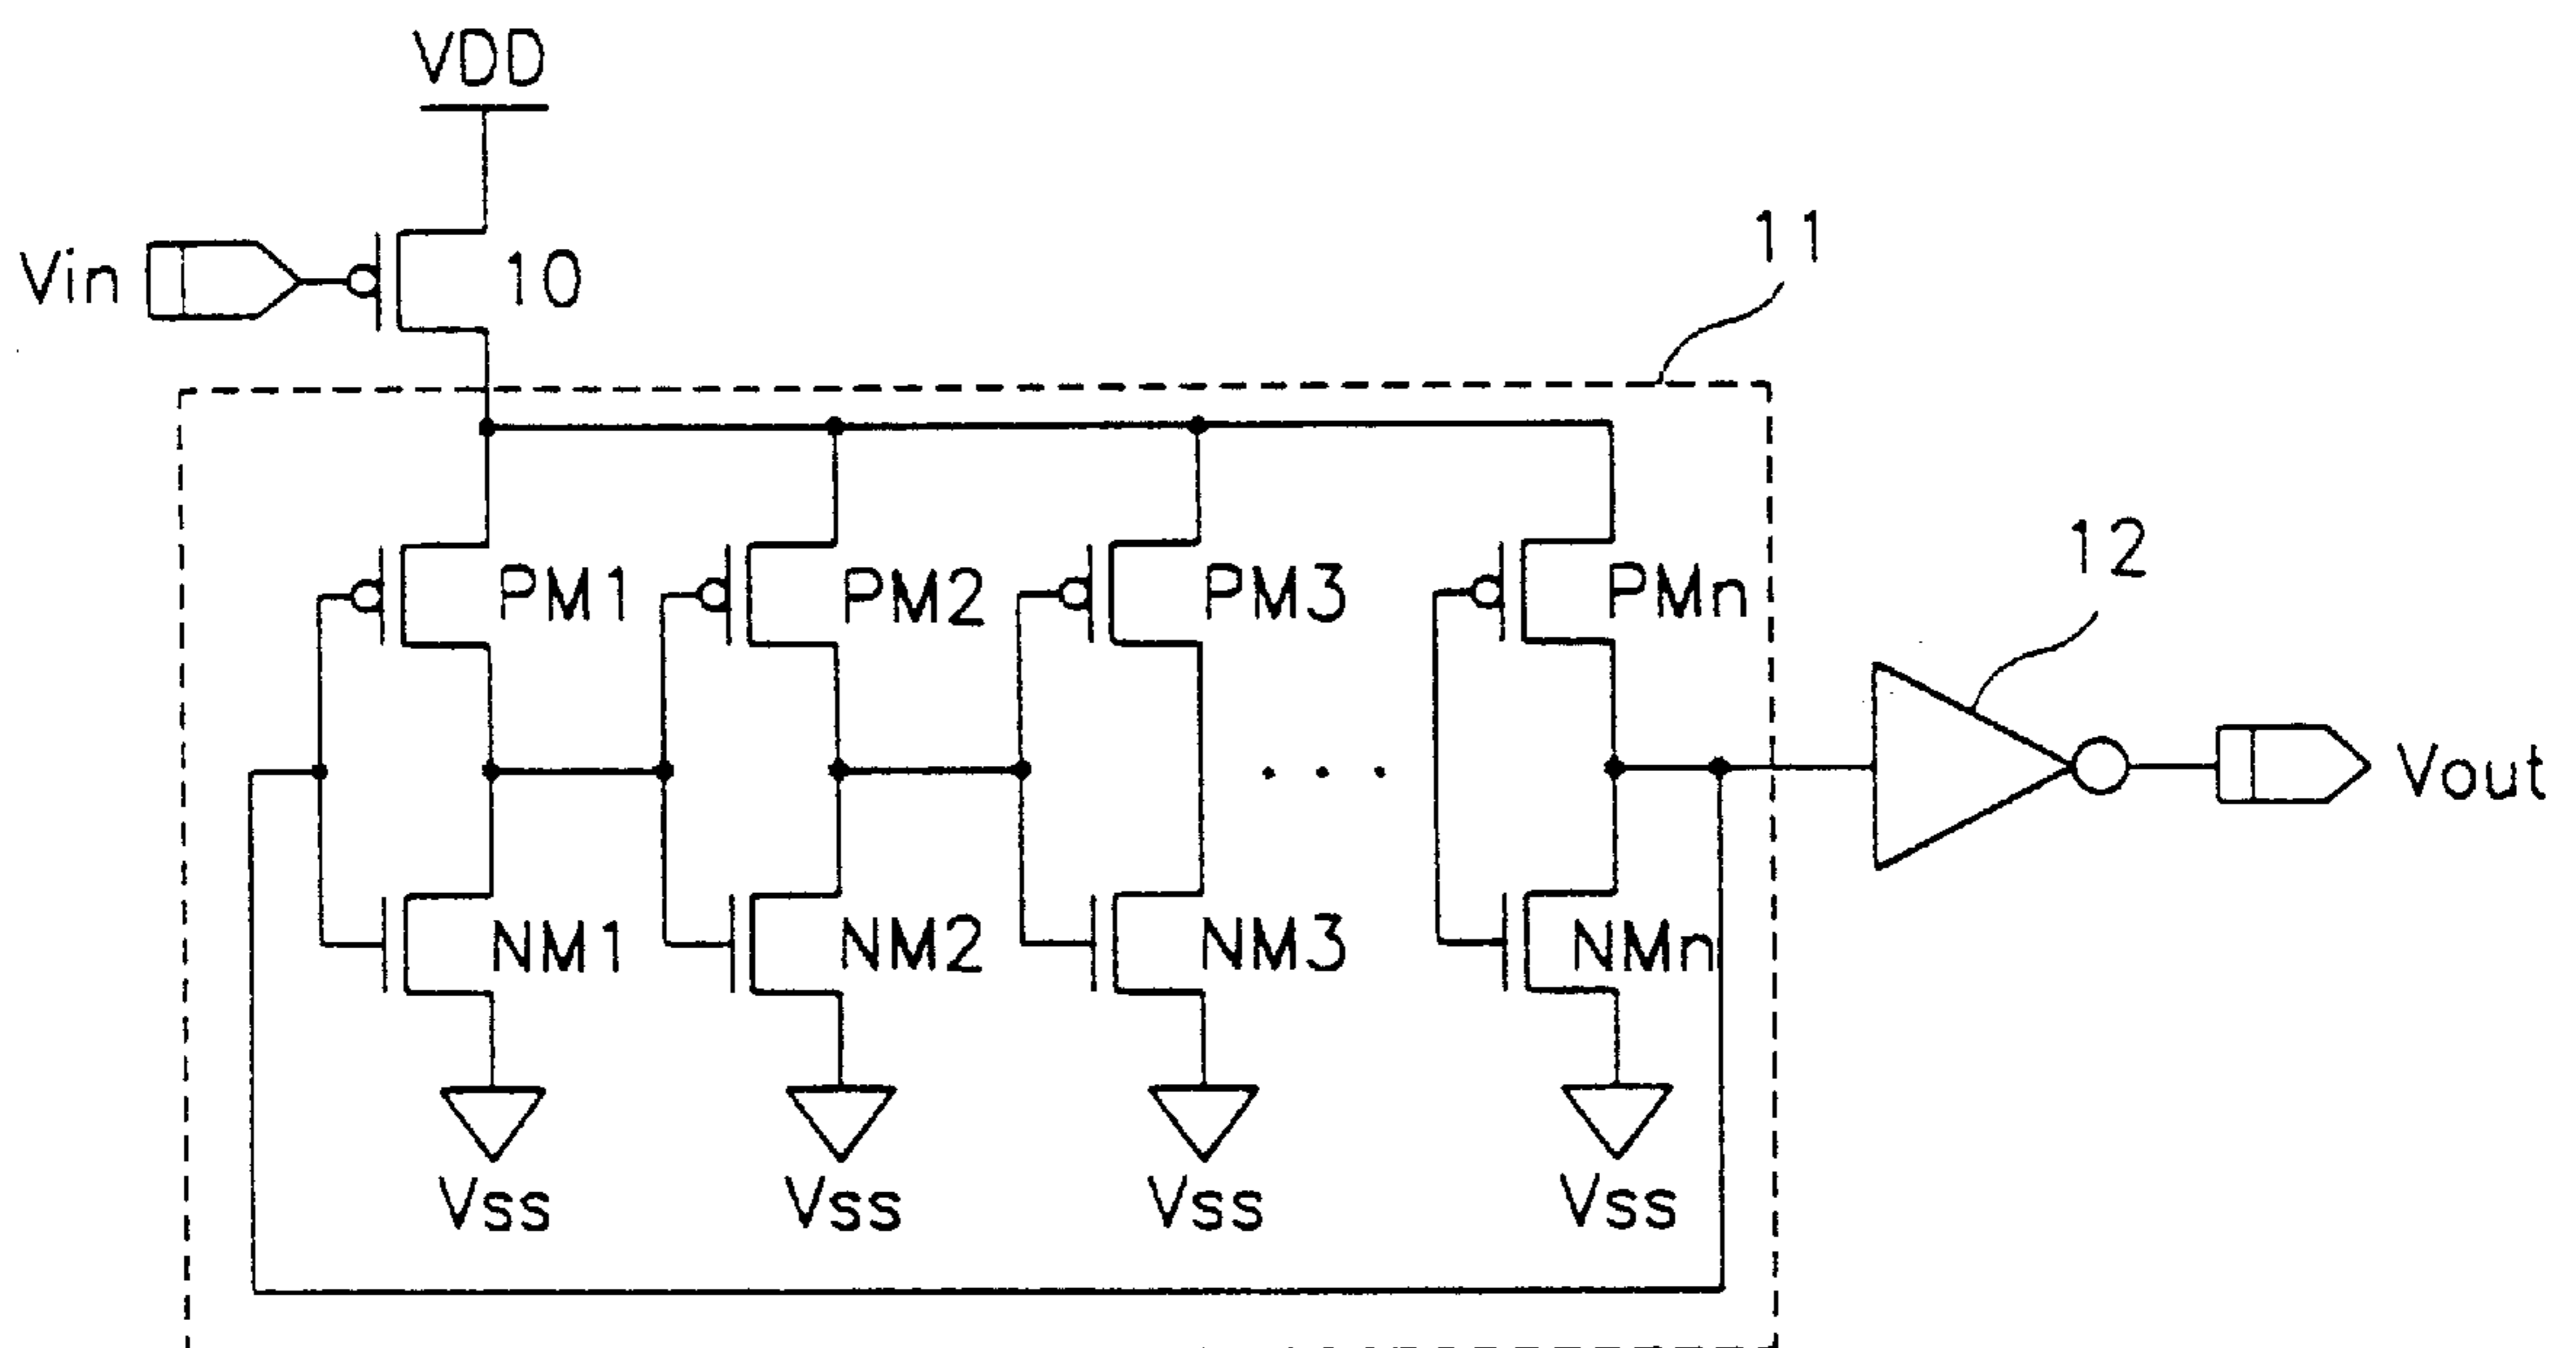 VDD
Vin
10
11
PM1
PM2
PM3
PMn
12
. . .
Vout
NM1
NM2
NM3
NMn
Vss
Vss
Vss
Vss